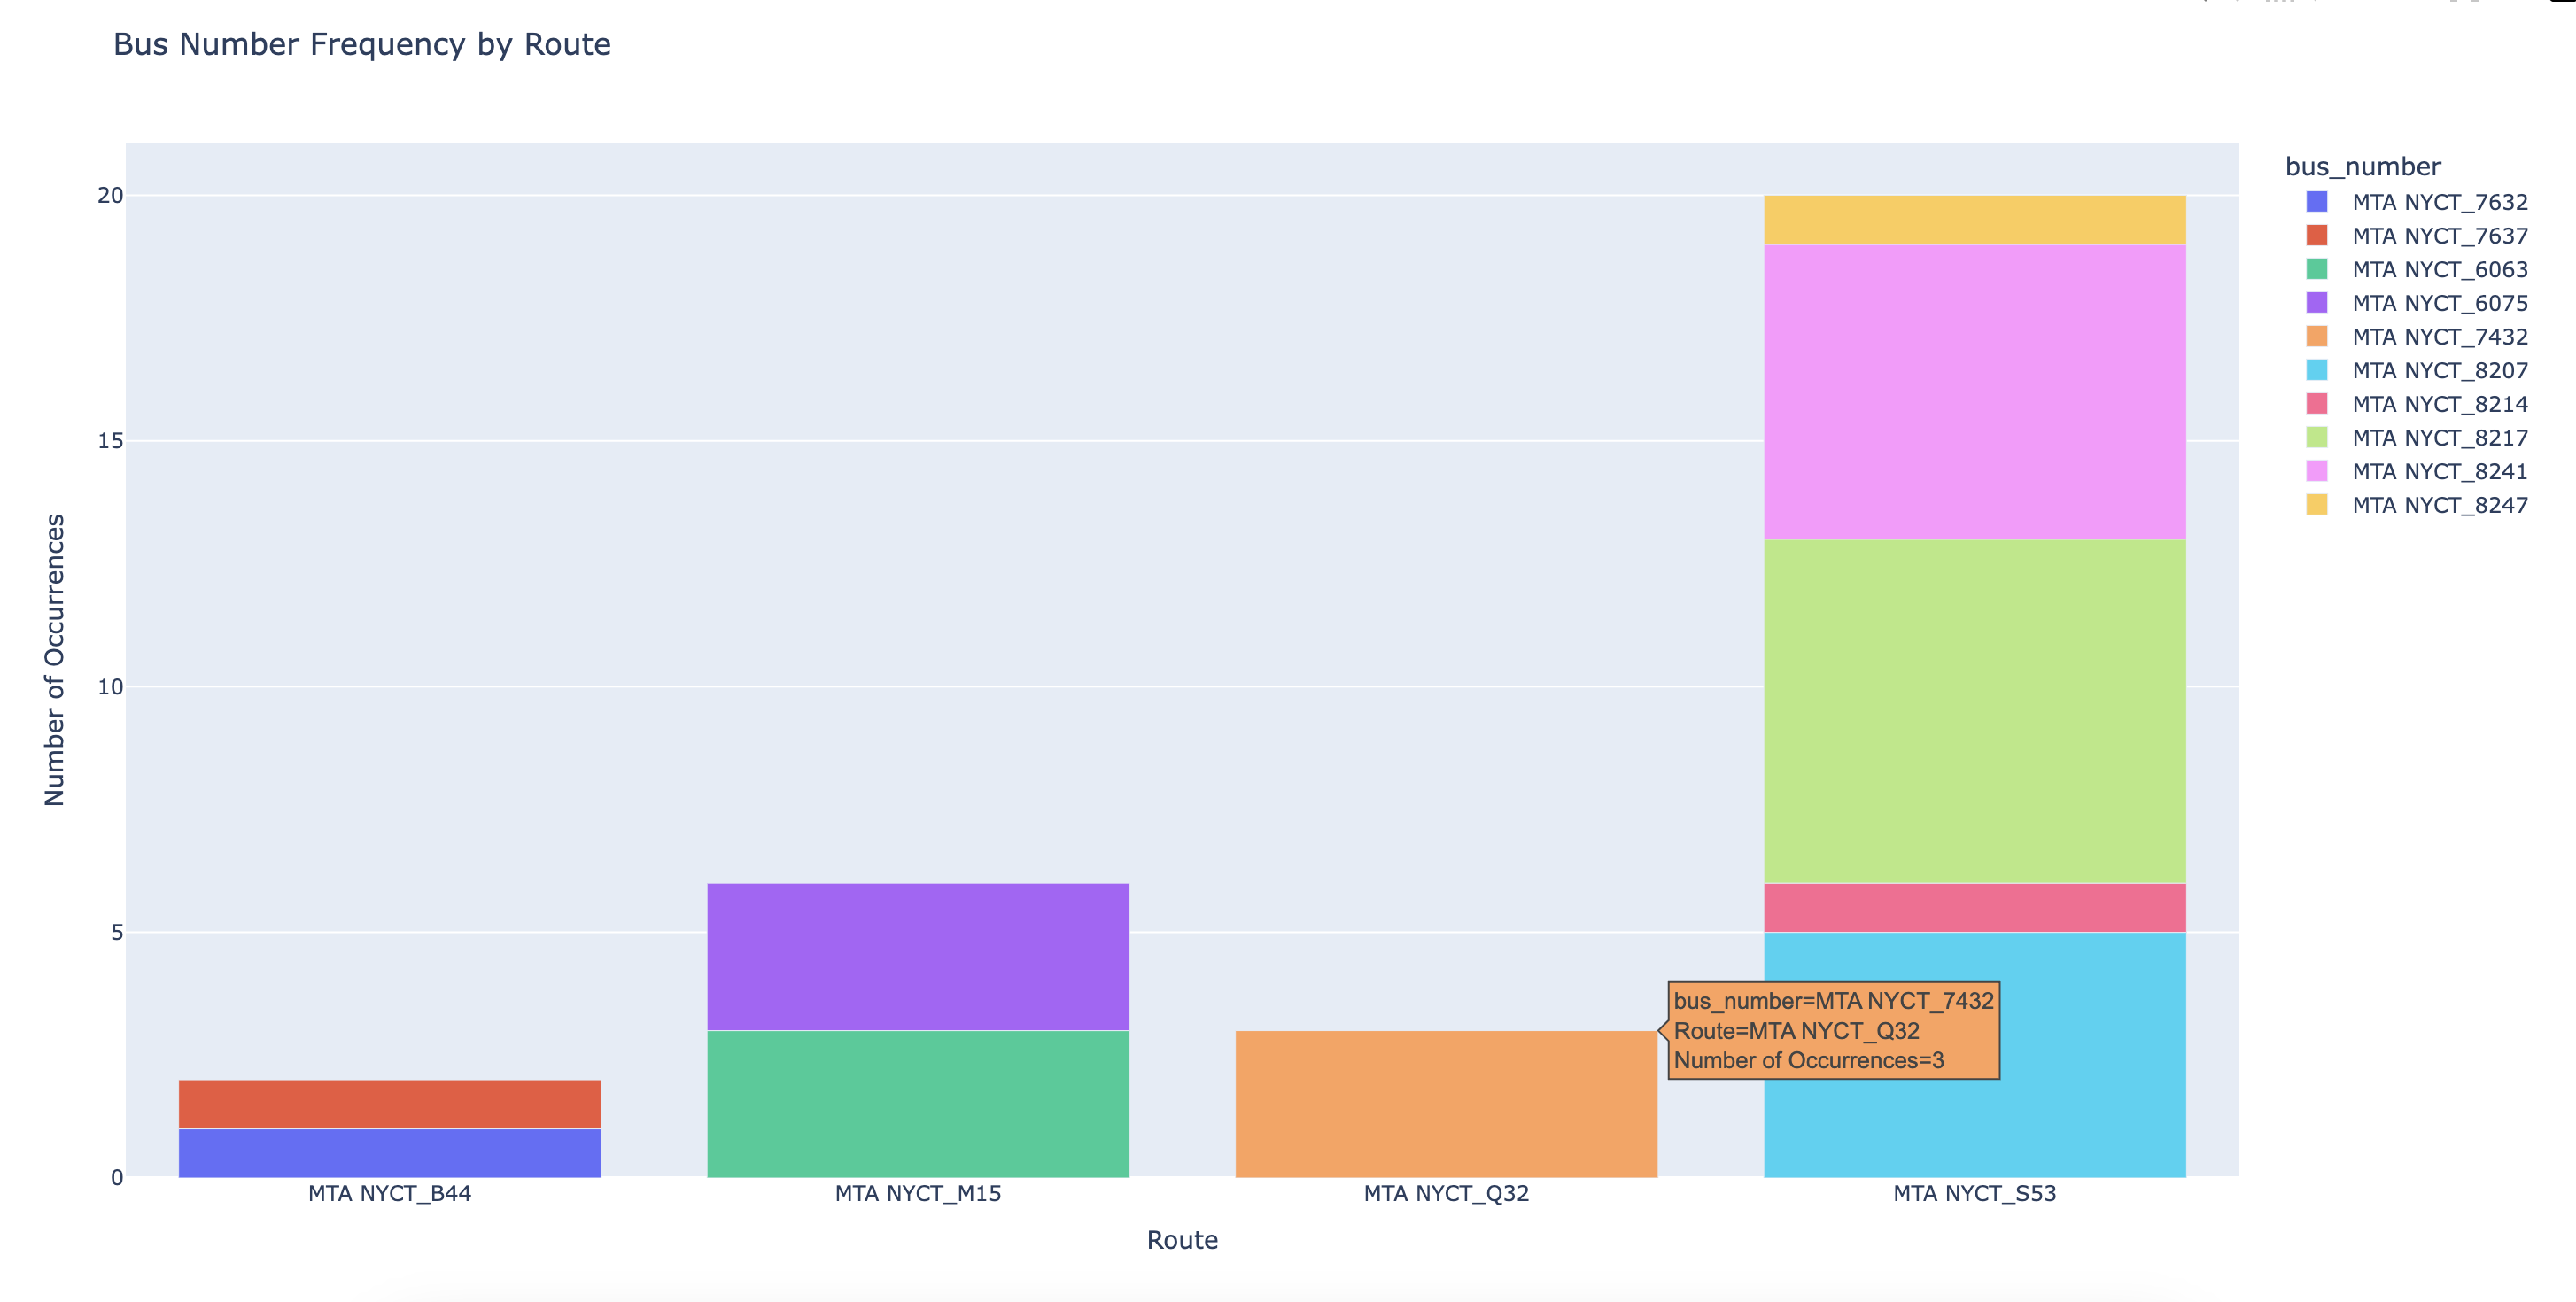 Bus Number Frequency by Route
bus_number
MTA NYCT_7632
MTA NYCT_7637
MTA NYCT_6063
MTA NYCT_6075
MTA NYCT_7432
MTA NYCT_8207
MTA NYCT_8214
MTA NYCT_8217
MTA NYCT_8241
MTA NYCT_8247
Number of Occurrences
20
15
10
5
0
bus_number=MTA NYCT_7432
Route=MTA NYCT_Q32
Number of Occurrences=3
MTA NYCT_B44
MTA NYCT_M15
MTA NYCT_Q32
MTA NYCT_S53
Route